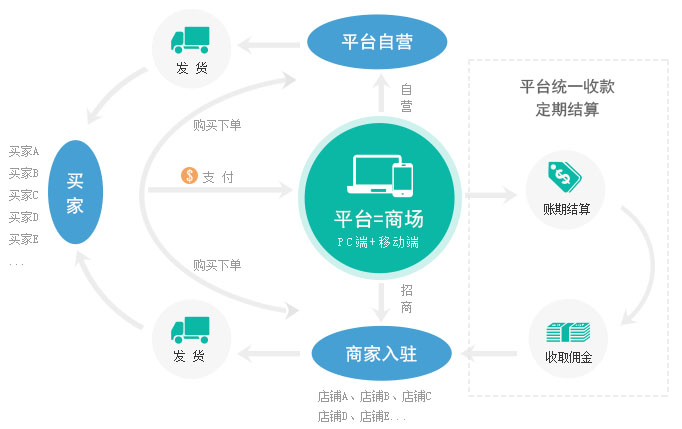 平台自营
发 货
自
营
平台统一收款
定期结算
购买下单
买家A
买家B
买家C
买家D
买家E
...
买
家
$ 支 付
平台=商场
PC端+移动端
$
账期结算
购买下单
招
商
发 货
商家入驻
收取佣金
店铺A、店铺B、店铺C
店铺D、店铺E...